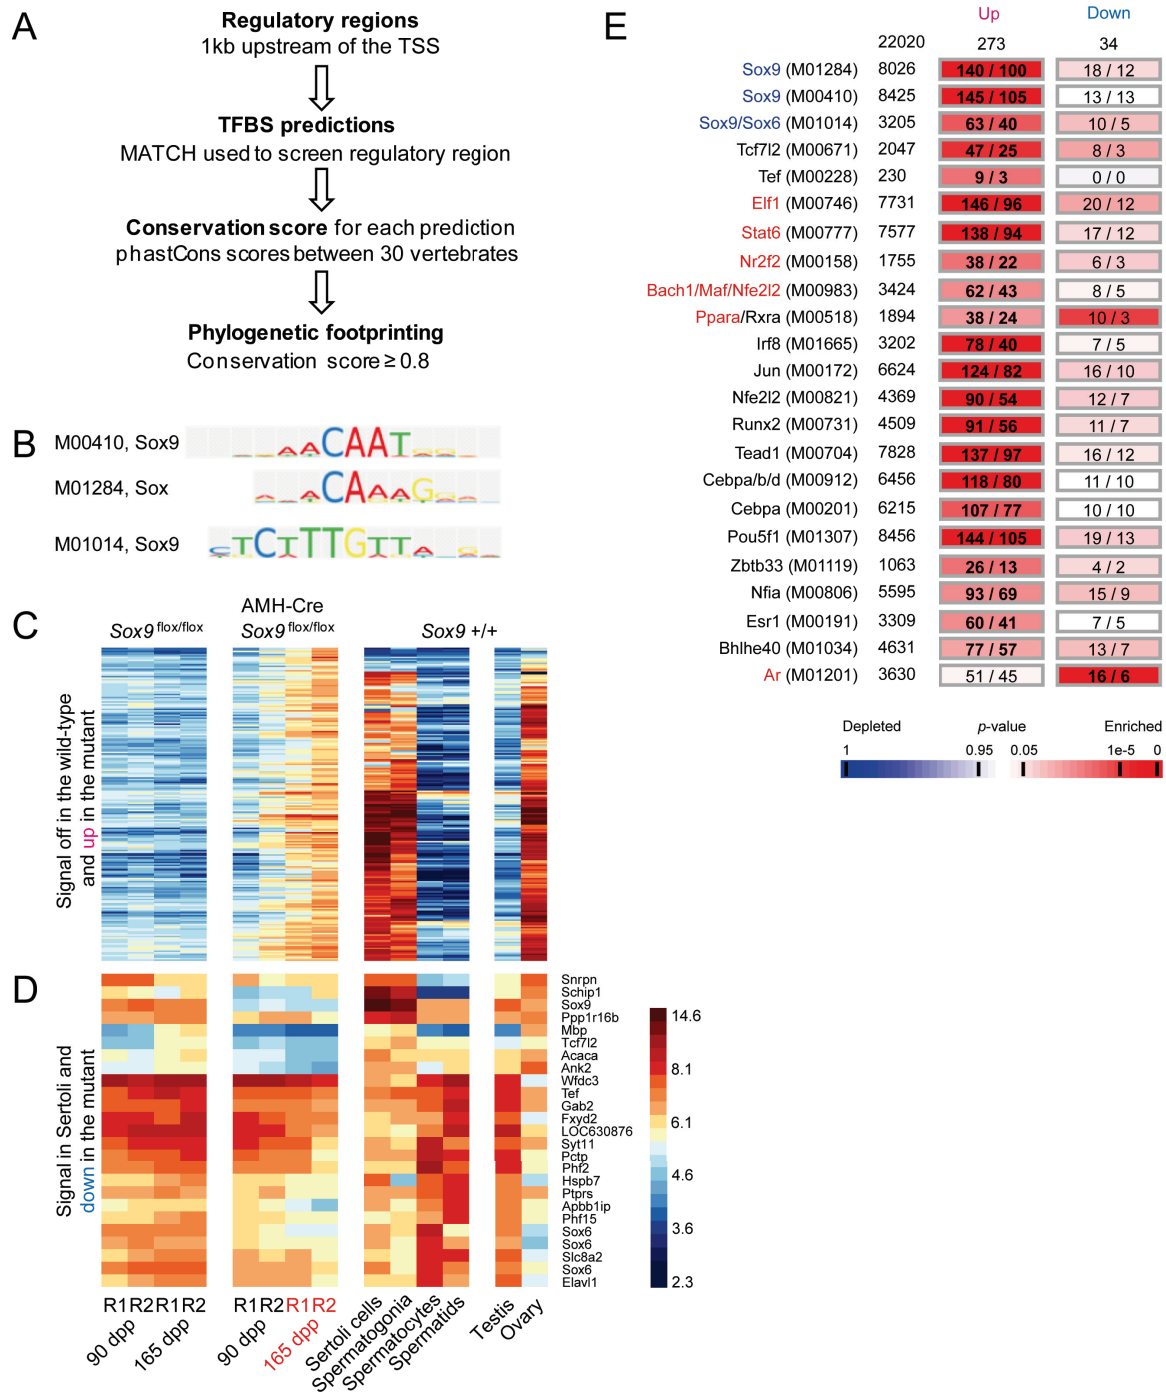 A
Regulatory regions
1kb upstream of the TSS
TFBS predictions
MATCH used to screen regulatory region
Conservation score for each prediction
phastCons scores between 30 vertebrates
Phylogenetic footprinting
Conservation score ≥ 0.8
B
M00410, Sox9
AACAAT
M01284, Sox
ACAAAG
M01014, Sox9
CTCITTGTTA
C
Sox9 flox/flox
AMH-Cre
Sox9 flox/flox
Sox9 +/+
Signal off in the wild-type
and up in the mutant
D
Signal in Sertoli and
down in the mutant
Snrpn
Schip1
Sox9
Ppp1r16b
Mbp
Tcf7l2
Acaca
Ank2
Wfdc3
Tef
Gab2
Fxyd2
LOC630876
Syt11
Pctp
Phf2
Hspb7
Ptprs
Apbb1ip
Phf15
Sox6
Sox6
Slc8a2
Sox6
Elavl1
14.6
8.1
6.1
4.6
3.6
2.3
R1 R2 R1 R2
90 dpp
165 dpp
R1 R2 R1 R2
90 dpp
165 dpp
Sertoli cells
Spermatogonia
Spermatocytes
Spermatids
Testis
Ovary
E
Up Down
22020 273 34
Sox9 (M01284) 8026 140 / 100 18 / 12
Sox9 (M00410) 8425 145 / 105 13 / 13
Sox9/Sox6 (M01014) 3205 63 / 40 10 / 5
Tcf7l2 (M00671) 2047 47 / 25 8 / 3
Tef (M00228) 230 9 / 3 0 / 0
Elf1 (M00746) 7731 146 / 96 20 / 12
Stat6 (M00777) 7577 138 / 94 17 / 12
Nr2f2 (M00158) 1755 38 / 22 6 / 3
Bach1/Maf/Nfe2l2 (M00983) 3424 62 / 43 8 / 5
Ppara/Rxra (M00518) 1894 38 / 24 10 / 3
Irf8 (M01665) 3202 78 / 40 7 / 5
Jun (M00172) 6624 124 / 82 16 / 10
Nfe2l2 (M00821) 4369 90 / 54 12 / 7
Runx2 (M00731) 4509 91 / 56 11 / 7
Tead1 (M00704) 7828 137 / 97 16 / 12
Cebpa/b/d (M00912) 6456 118 / 80 11 / 10
Cebpa (M00201) 6215 107 / 77 10 / 10
Pou5f1 (M01307) 8456 144 / 105 19 / 13
Zbtb33 (M01119) 1063 26 / 13 4 / 2
Nfia (M00806) 5595 93 / 69 15 / 9
Esr1 (M00191) 3309 60 / 41 7 / 5
Bhlhe40 (M01034) 4631 77 / 57 13 / 7
Ar (M01201) 3630 51 / 45 16 / 6
Depleted p-value Enriched
1 0.95 0.05 1e-5 0